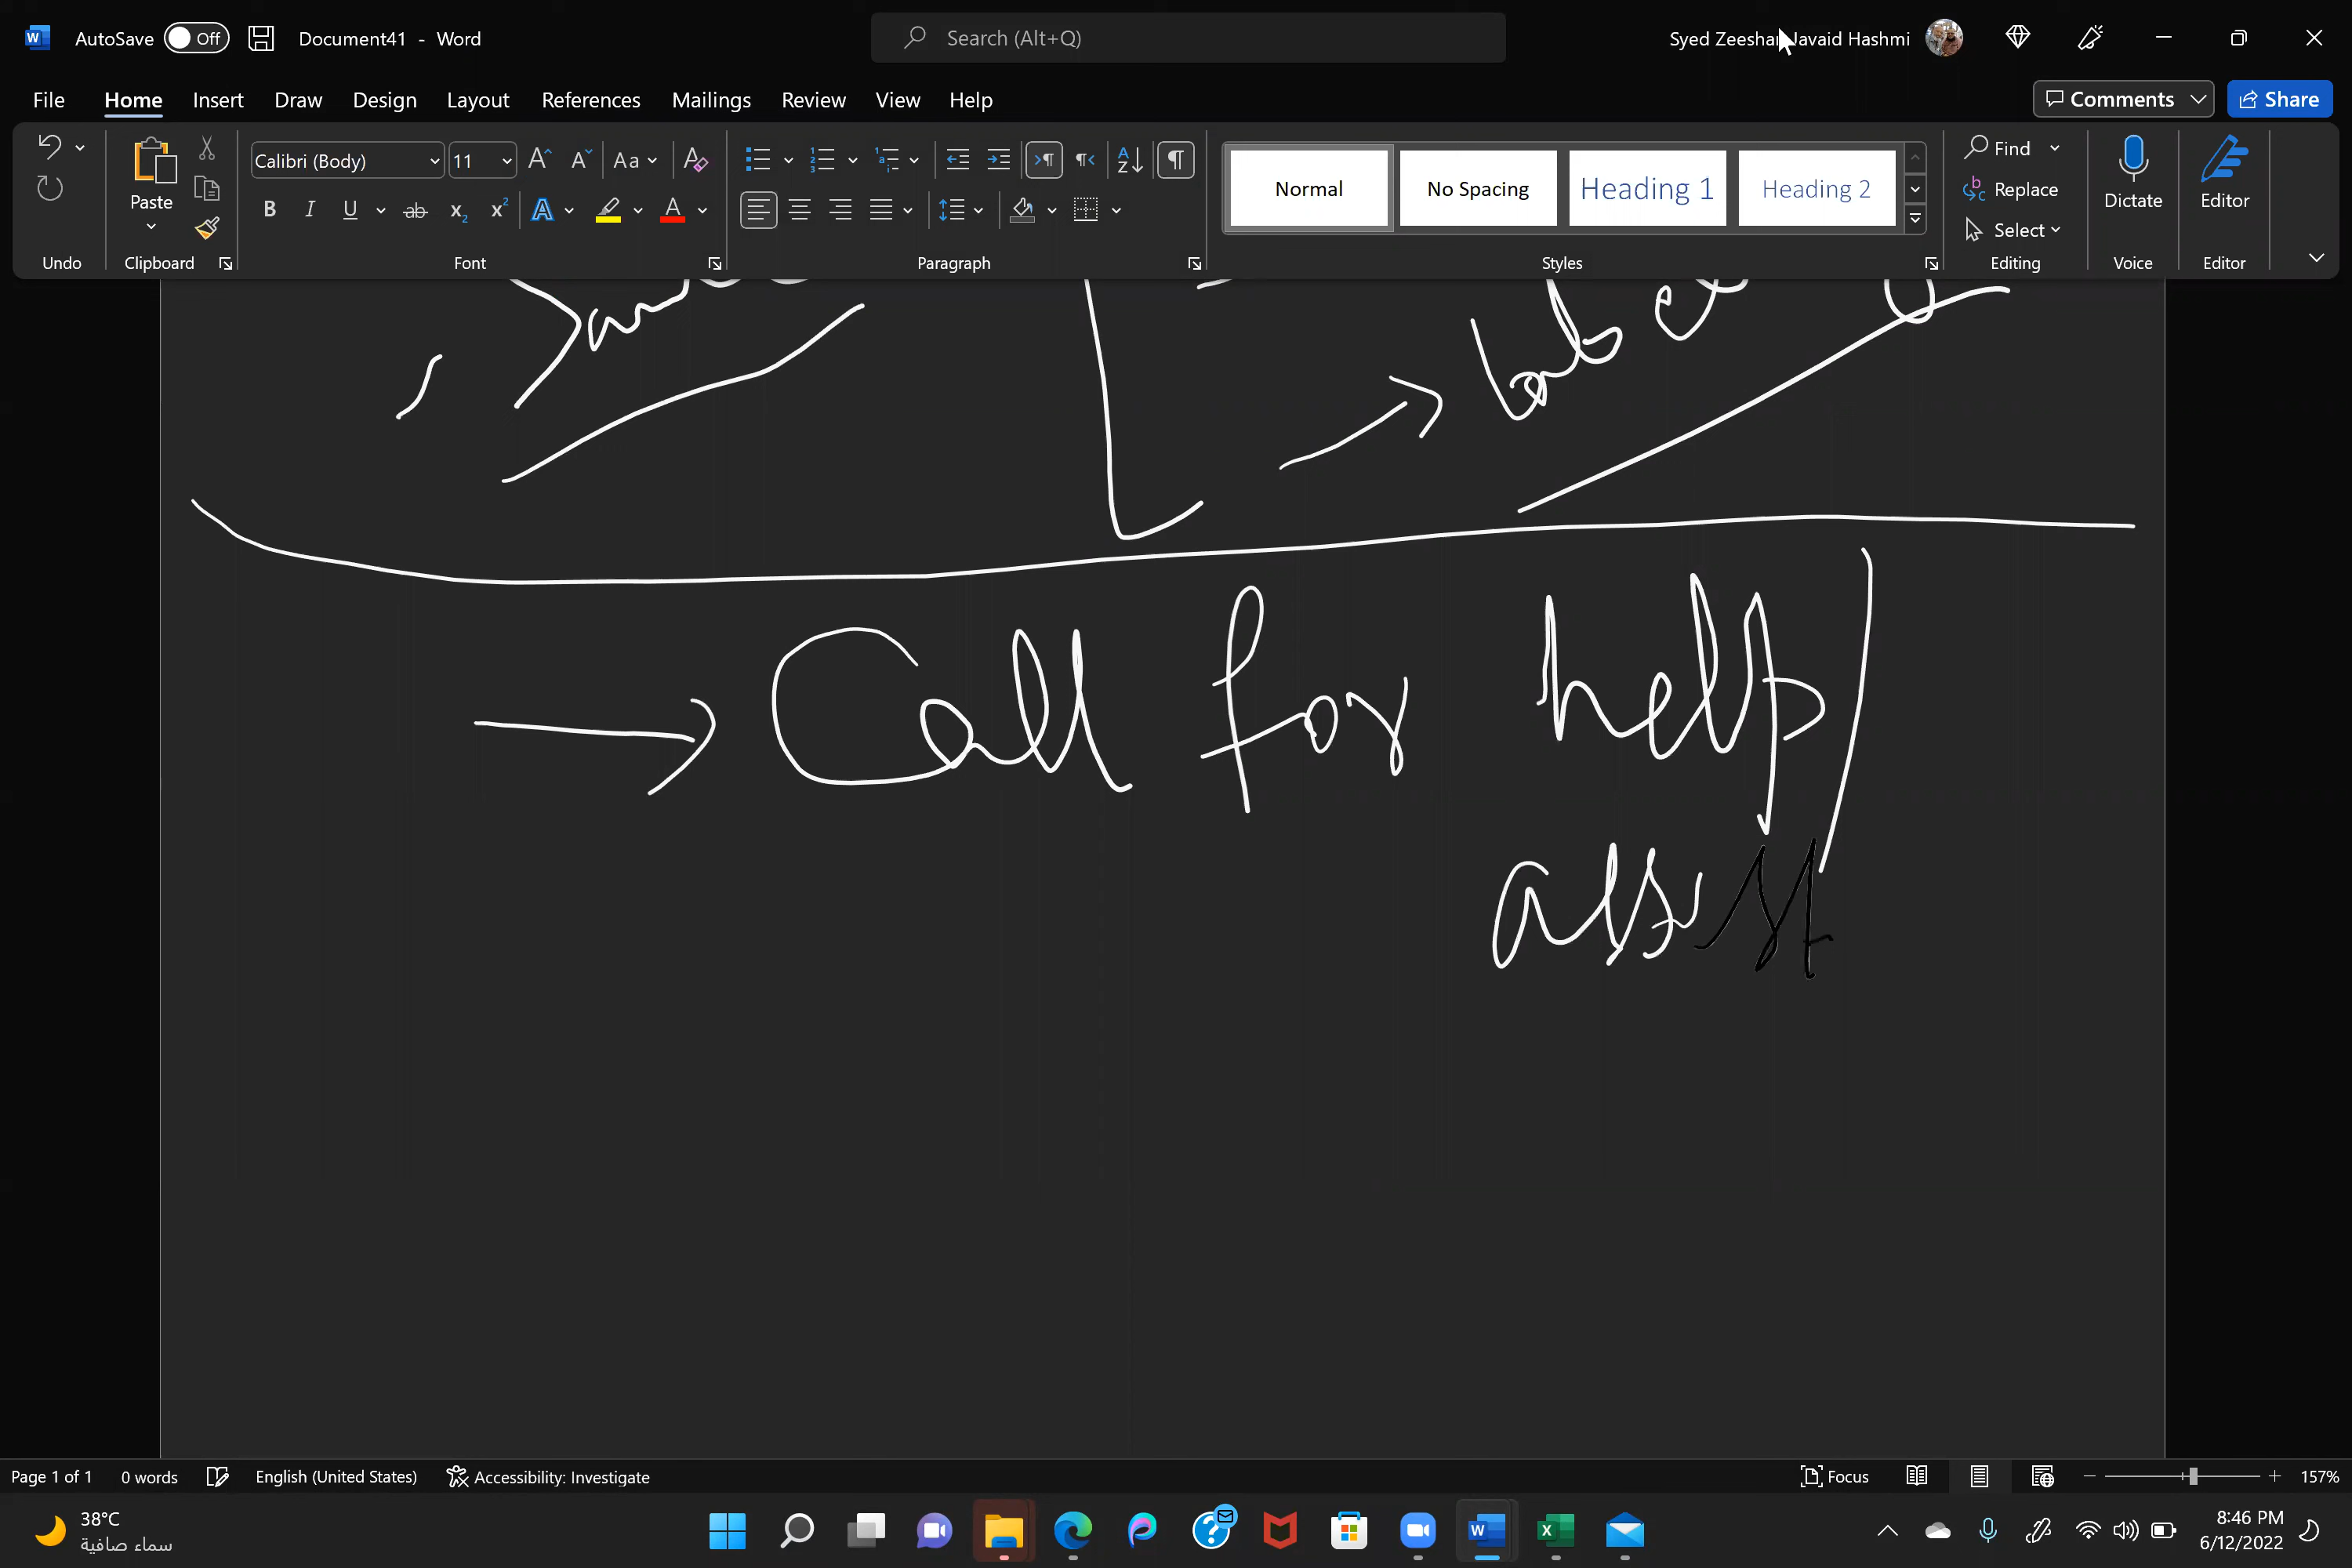 AutoSave Off Document41 - Word Search (Alt+Q) Syed Zeeshan Javaid Hashmi
File Home Insert Draw Design Layout References Mailings Review View Help Comments Share
Calibri (Body) 11 Aa Find
Paste Normal No Spacing Heading 1 Heading 2 Replace Dictate Editor
Select
Undo Clipboard Font Paragraph Styles Editing Voice Editor
→ Call for help
assist
Page 1 of 1 0 words English (United States) Accessibility: Investigate Focus 157%
38°C 8:46 PM
سماء صافية 6/12/2022